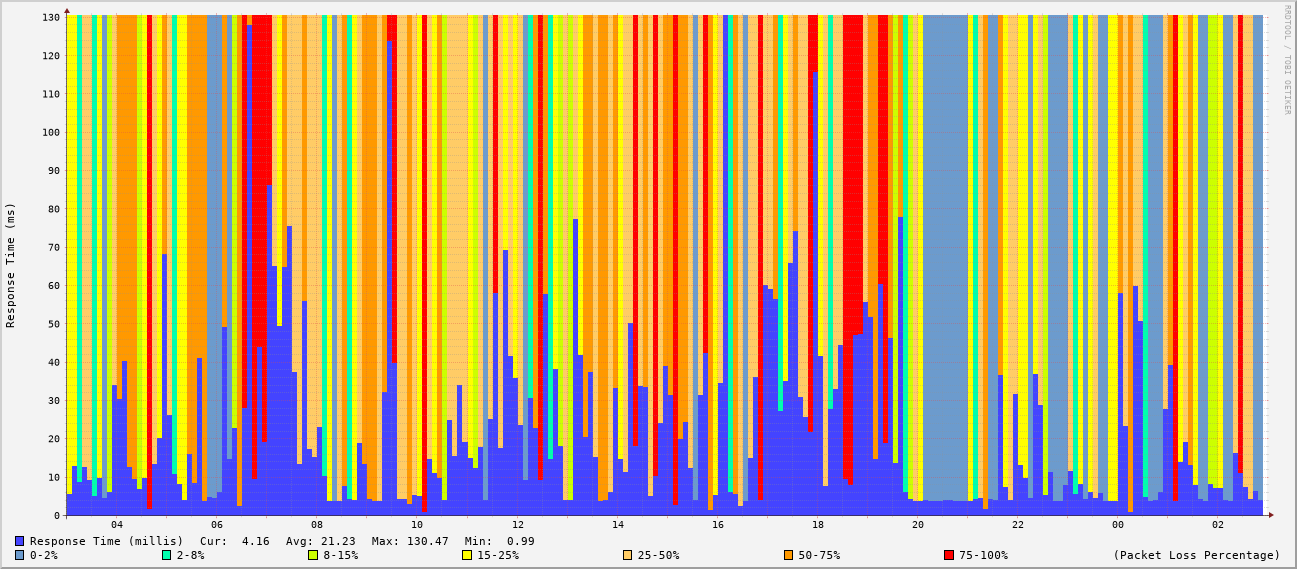 RRDTOOL / TOBI OETIKER
Response Time (ms)
130
120
110
100
90
80
70
60
50
40
30
20
10
0
04 06 08 10 12 14 16 18 20 22 00 02
Response Time (millis) Cur: 4.16 Avg: 21.23 Max: 130.47 Min: 0.99
0-2% 2-8% 8-15% 15-25% 25-50% 50-75% 75-100% (Packet Loss Percentage)